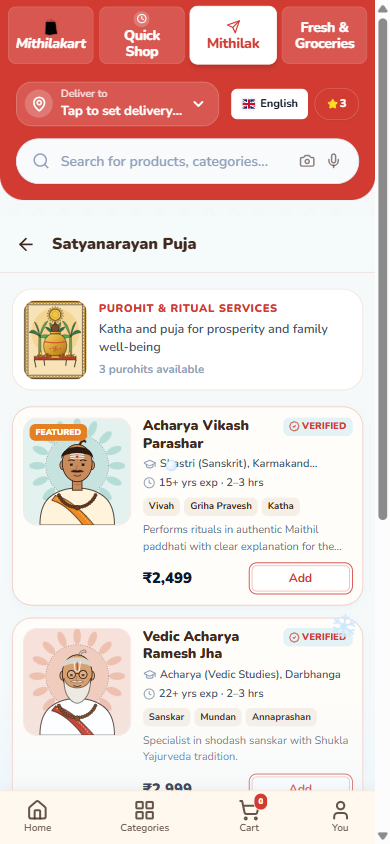 Mithilakart
Quick
Shop
Mithilak
Fresh &
Groceries
Deliver to
Tap to set delivery...
English
3
Search for products, categories...
Satyanarayan Puja
PUROHIT & RITUAL SERVICES
Katha and puja for prosperity and family
well-being
3 purohits available
FEATURED
Acharya Vikash
Parashar
VERIFIED
(Sanskrit), Karmakand...
15+ yrs exp · 2–3 hrs
Vivah
Griha Pravesh
Katha
Performs rituals in authentic Maithil
paddhati with clear explanation for the...
₹2,499
Add
Vedic Acharya
Ramesh Jha
VERIFIED
Acharya (Vedic Studies), Darbhanga
22+ yrs exp · 2–3 hrs
Sanskar
Mundan
Annaprashan
Specialist in shodash sanskar with Shukla
Yajurveda tradition.
₹2,999
Add
Home
Categories
0
Cart
You